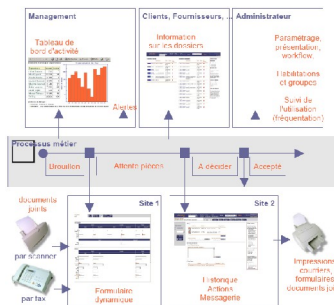 Management
Clients, Fournisseurs, ...
Administrateur
Tableau de
bord d'activité
Alertes
Information
sur les dossiers
Paramétrage,
présentation,
workflow.
Habilitations
et groupes
Suivi de
l'utilisation
(fréquentation)
Processus métier
Brouillon
Attente pièces
A décider
Accepté
documents
joints
par scanner
par fax
Site 1
Formulaire
dynamique
Site 2
Historique
Actions
Messagerie
Impressions
courriers,
formulaires
documents